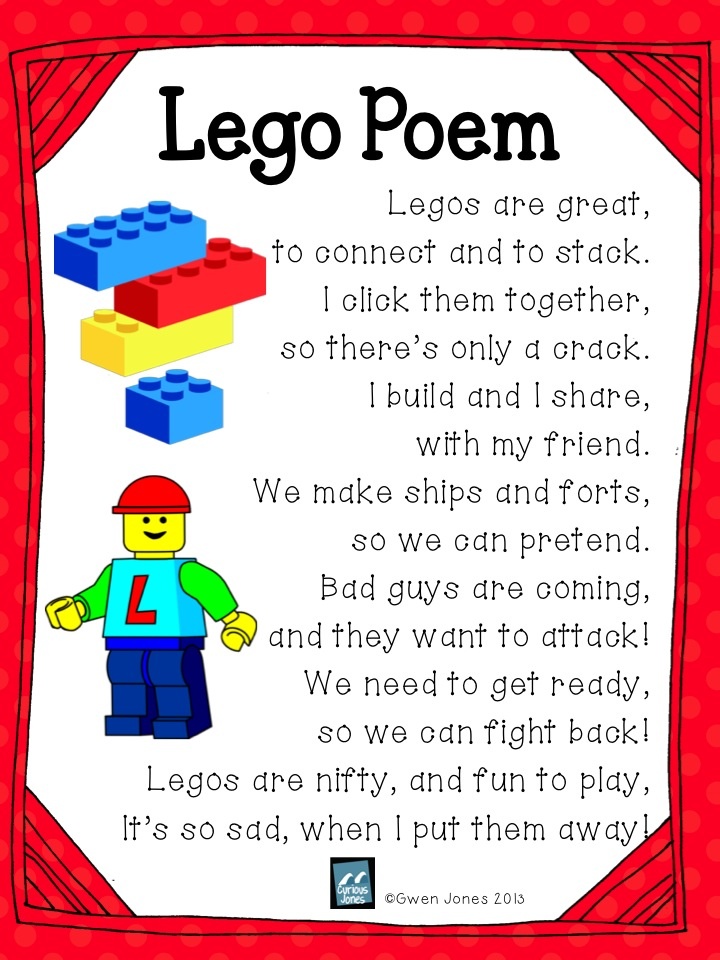 Lego Poem
Legos are great,
to connect and to stack.
I click them together,
so there's only a crack.
I build and I share,
with my friend.
We make ships and forts,
so we can pretend.
Bad guys are coming,
and they want to attack!
We need to get ready,
so we can fight back!
Legos are nifty, and fun to play,
It's so sad, when I put them away!
L
Curious
Jones
©Gwen Jones 2013